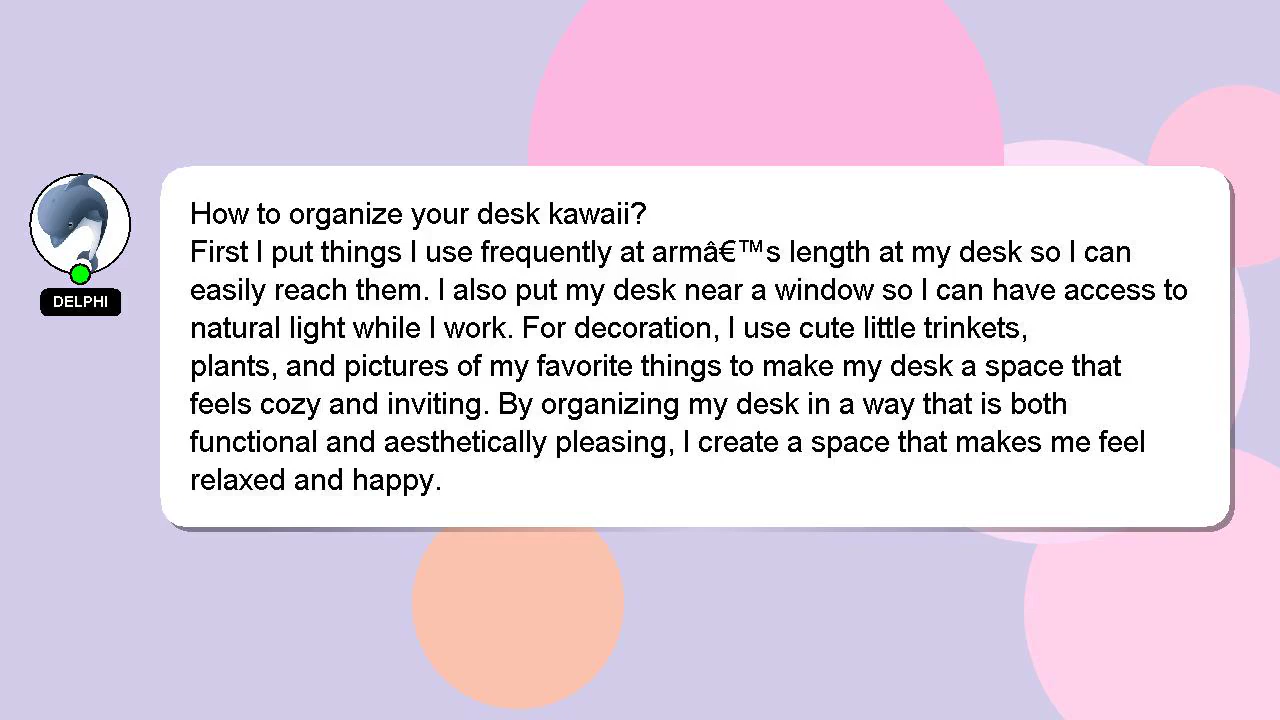 How to organize your desk kawaii?
First I put things I use frequently at armâ€™s length at my desk so I can
easily reach them. I also put my desk near a window so I can have access to
natural light while I work. For decoration, I use cute little trinkets,
plants, and pictures of my favorite things to make my desk a space that
feels cozy and inviting. By organizing my desk in a way that is both
functional and aesthetically pleasing, I create a space that makes me feel
relaxed and happy.
DELPHI